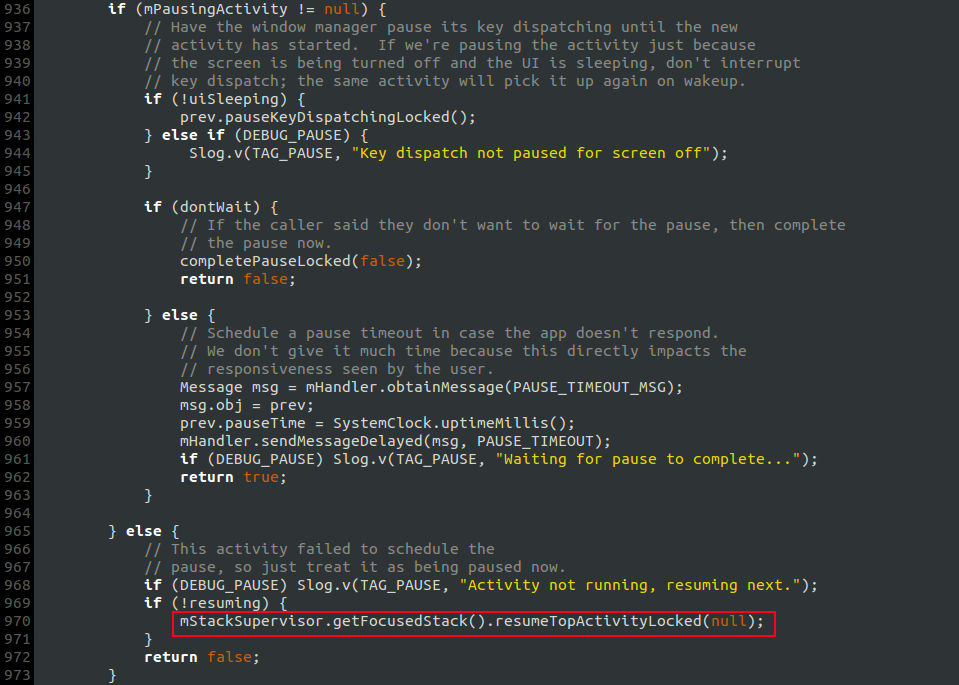 936         if (mPausingActivity != null) {
937             // Have the window manager pause its key dispatching until the new
938             // activity has started.  If we're pausing the activity just because
939             // the screen is being turned off and the UI is sleeping, don't interrupt
940             // key dispatch; the same activity will pick it up again on wakeup.
941             if (!uiSleeping) {
942                 prev.pauseKeyDispatchingLocked();
943             } else if (DEBUG_PAUSE) {
944                  Slog.v(TAG_PAUSE, "Key dispatch not paused for screen off");
945             }
946
947             if (dontWait) {
948                 // If the caller said they don't want to wait for the pause, then complete
949                 // the pause now.
950                 completePauseLocked(false);
951                 return false;
952
953             } else {
954                 // Schedule a pause timeout in case the app doesn't respond.
955                 // We don't give it much time because this directly impacts the
956                 // responsiveness seen by the user.
957                 Message msg = mHandler.obtainMessage(PAUSE_TIMEOUT_MSG);
958                 msg.obj = prev;
959                 prev.pauseTime = SystemClock.uptimeMillis();
960                 mHandler.sendMessageDelayed(msg, PAUSE_TIMEOUT);
961                 if (DEBUG_PAUSE) Slog.v(TAG_PAUSE, "Waiting for pause to complete...");
962                 return true;
963             }
964
965         } else {
966             // This activity failed to schedule the
967             // pause, so just treat it as being paused now.
968             if (DEBUG_PAUSE) Slog.v(TAG_PAUSE, "Activity not running, resuming next.");
969             if (!resuming) {
970                 mStackSupervisor.getFocusedStack().resumeTopActivityLocked(null);
971             }
972             return false;
973         }